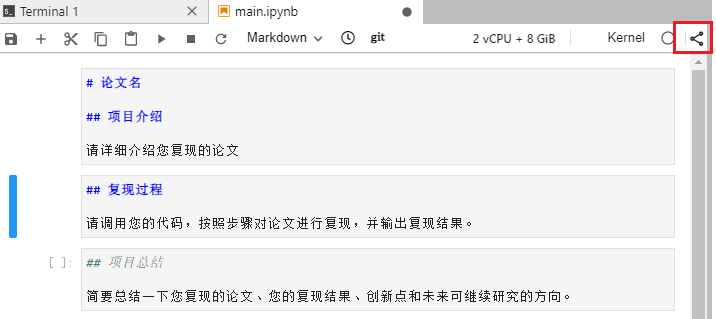 Terminal 1
main.ipynb
Markdown
git
2 vCPU + 8 GiB
Kernel
# 论文名
## 项目介绍
请详细介绍您复现的论文
## 复现过程
请调用您的代码，按照步骤对论文进行复现，并输出复现结果。
[ ]:
## 项目总结
简要总结一下您复现的论文、您的复现结果、创新点和未来可继续研究的方向。